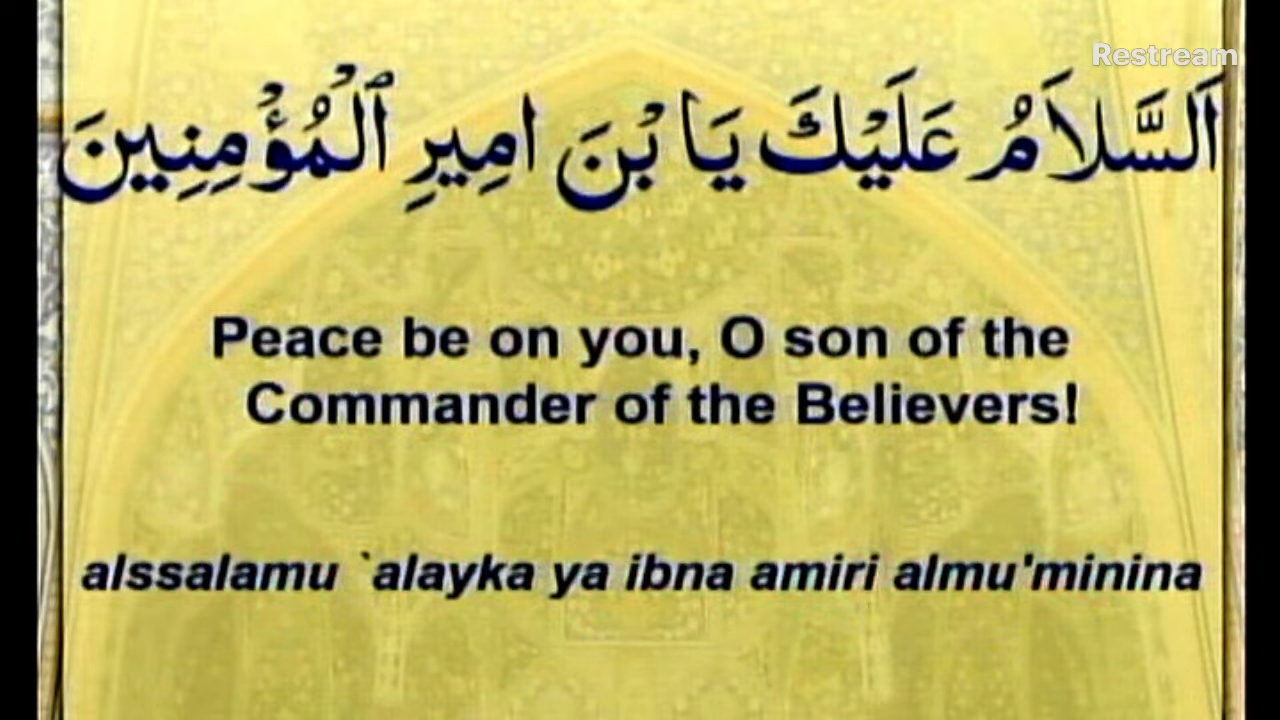 Restream
اَلسَّلاَمُ عَلَيْكَ يَا بْنَ امِيرِ ٱلْمُؤْمِنِينَ
Peace be on you, O son of the
Commander of the Believers!
alssalamu `alayka ya ibna amiri almu'minina